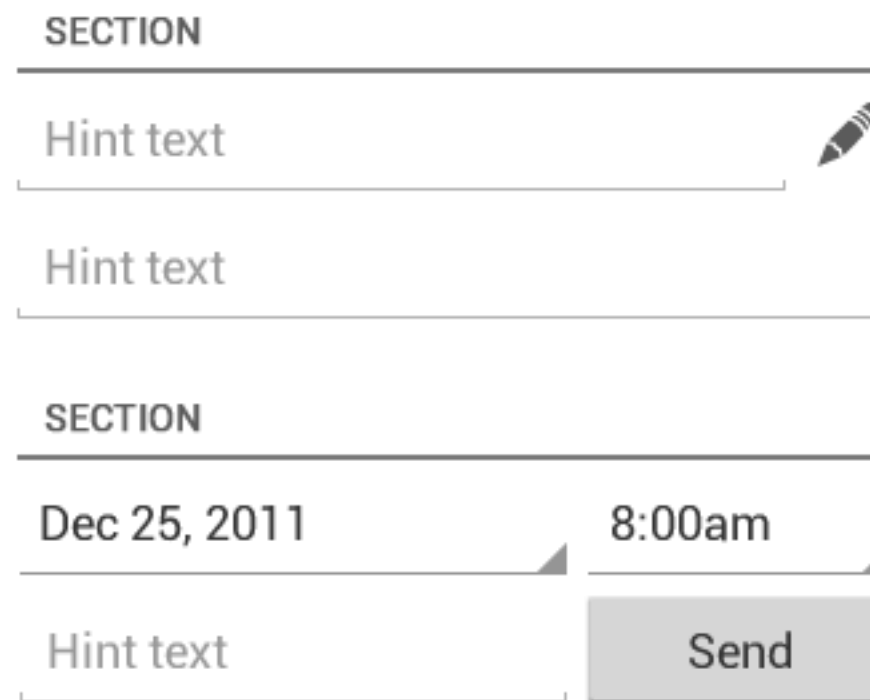 SECTION
Hint text
Hint text
SECTION
Dec 25, 2011 8:00am
Hint text Send